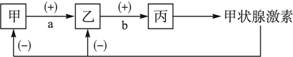 (+) (+)
甲 乙 丙 甲状腺激素
a b
(−) (−)